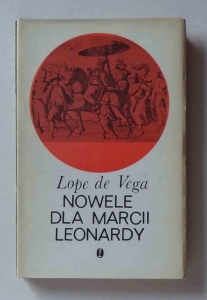 Lope de Vega
NOWELE
DLA MARCII
LEONARDY